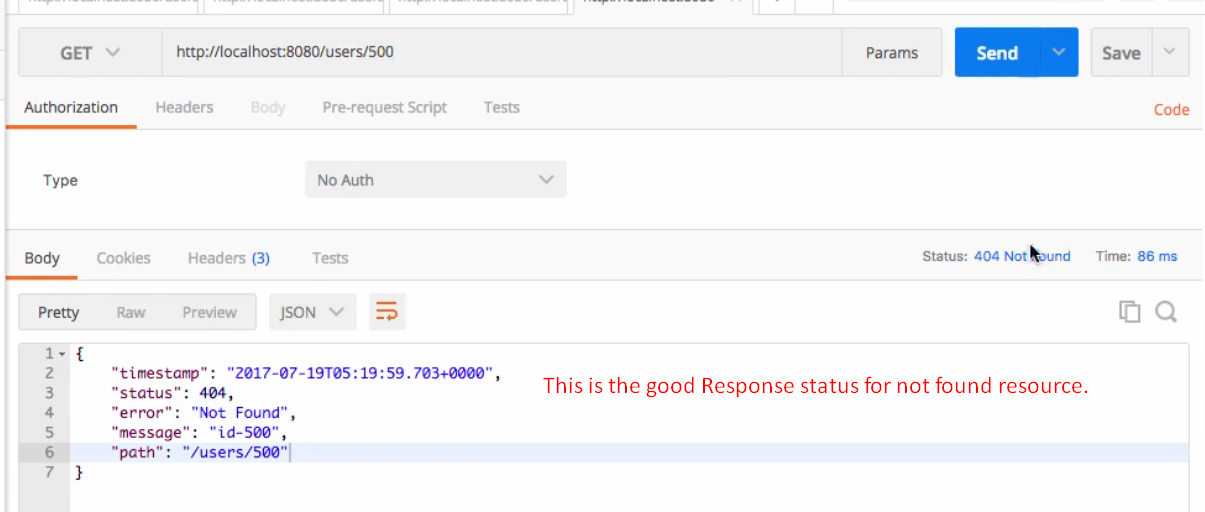 GET http://localhost:8080/users/500 Params Send Save
Authorization Headers Body Pre-request Script Tests Code
Type No Auth
Body Cookies Headers (3) Tests Status: 404 Not Found Time: 86 ms
Pretty Raw Preview JSON
1 {
2 "timestamp": "2017-07-19T05:19:59.703+0000",
3 "status": 404,
This is the good Response status for not found resource.
4 "error": "Not Found",
5 "message": "id-500",
6 "path": "/users/500"
7 }